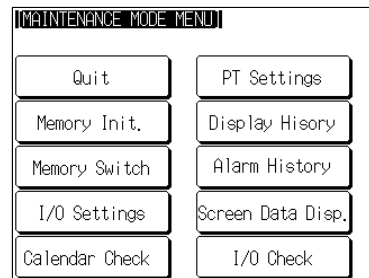 [MAINTENANCE MODE MENU]
Quit
PT Settings
Memory Init.
Display Hisory
Memory Switch
Alarm History
I/O Settings
Screen Data Disp.
Calendar Check
I/O Check